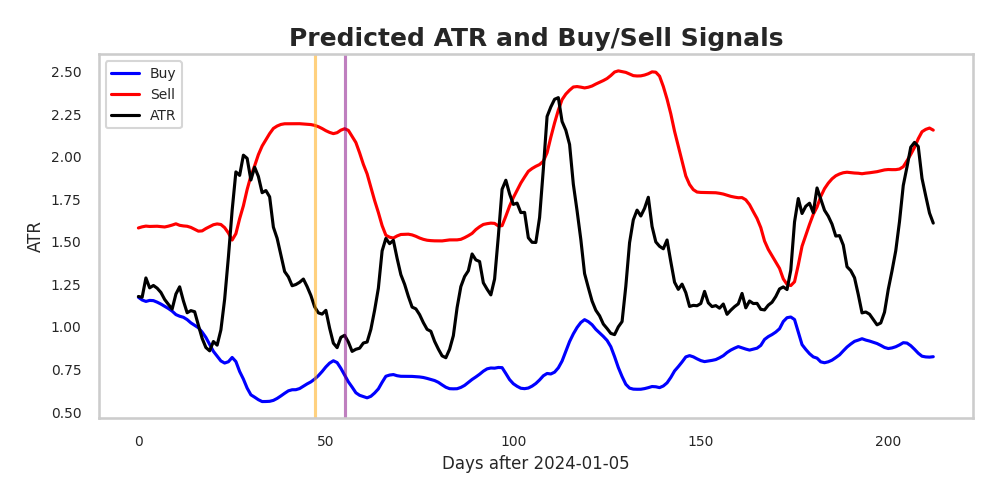 Predicted ATR and Buy/Sell Signals
Buy
Sell
ATR
2.50
2.25
2.00
1.75
1.50
1.25
1.00
0.75
0.50
ATR
0 50 100 150 200
Days after 2024-01-05